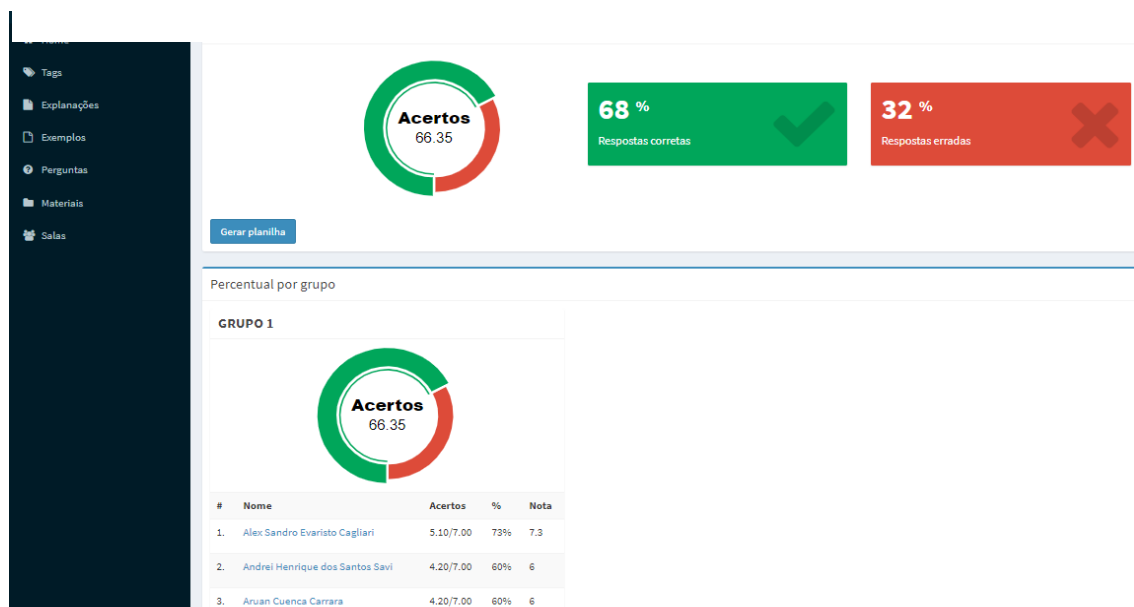 Tags
Explanações
Exemplos
Perguntas
Materiais
Salas
Acertos
66.35
68 %
Respostas corretas
32 %
Respostas erradas
Gerar planilha
Percentual por grupo
GRUPO 1
Acertos
66.35
# Nome Acertos % Nota
1. Alex Sandro Evaristo Cagliari 5.10/7.00 73% 7.3
2. Andrei Henrique dos Santos Savi 4.20/7.00 60% 6
3. Aruan Cuenca Carrara 4.20/7.00 60% 6